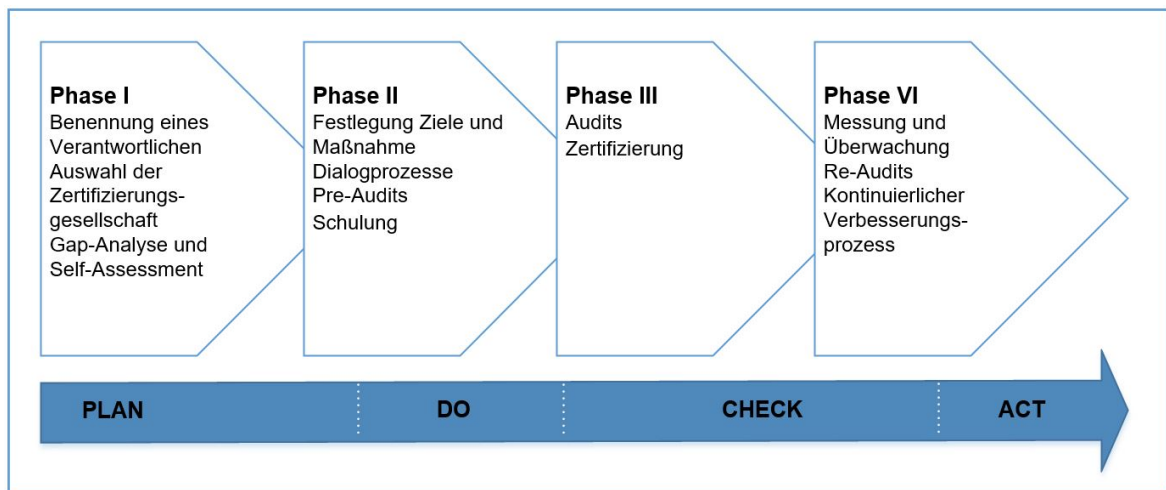 Phase I
Benennung eines
Verantwortlichen
Auswahl der
Zertifizierungs-
gesellschaft
Gap-Analyse und
Self-Assessment
Phase II
Festlegung Ziele und
Maßnahme
Dialogprozesse
Pre-Audits
Schulung
Phase III
Audits
Zertifizierung
Phase VI
Messung und
Überwachung
Re-Audits
Kontinuierlicher
Verbesserungs-
prozess
PLAN
DO
CHECK
ACT